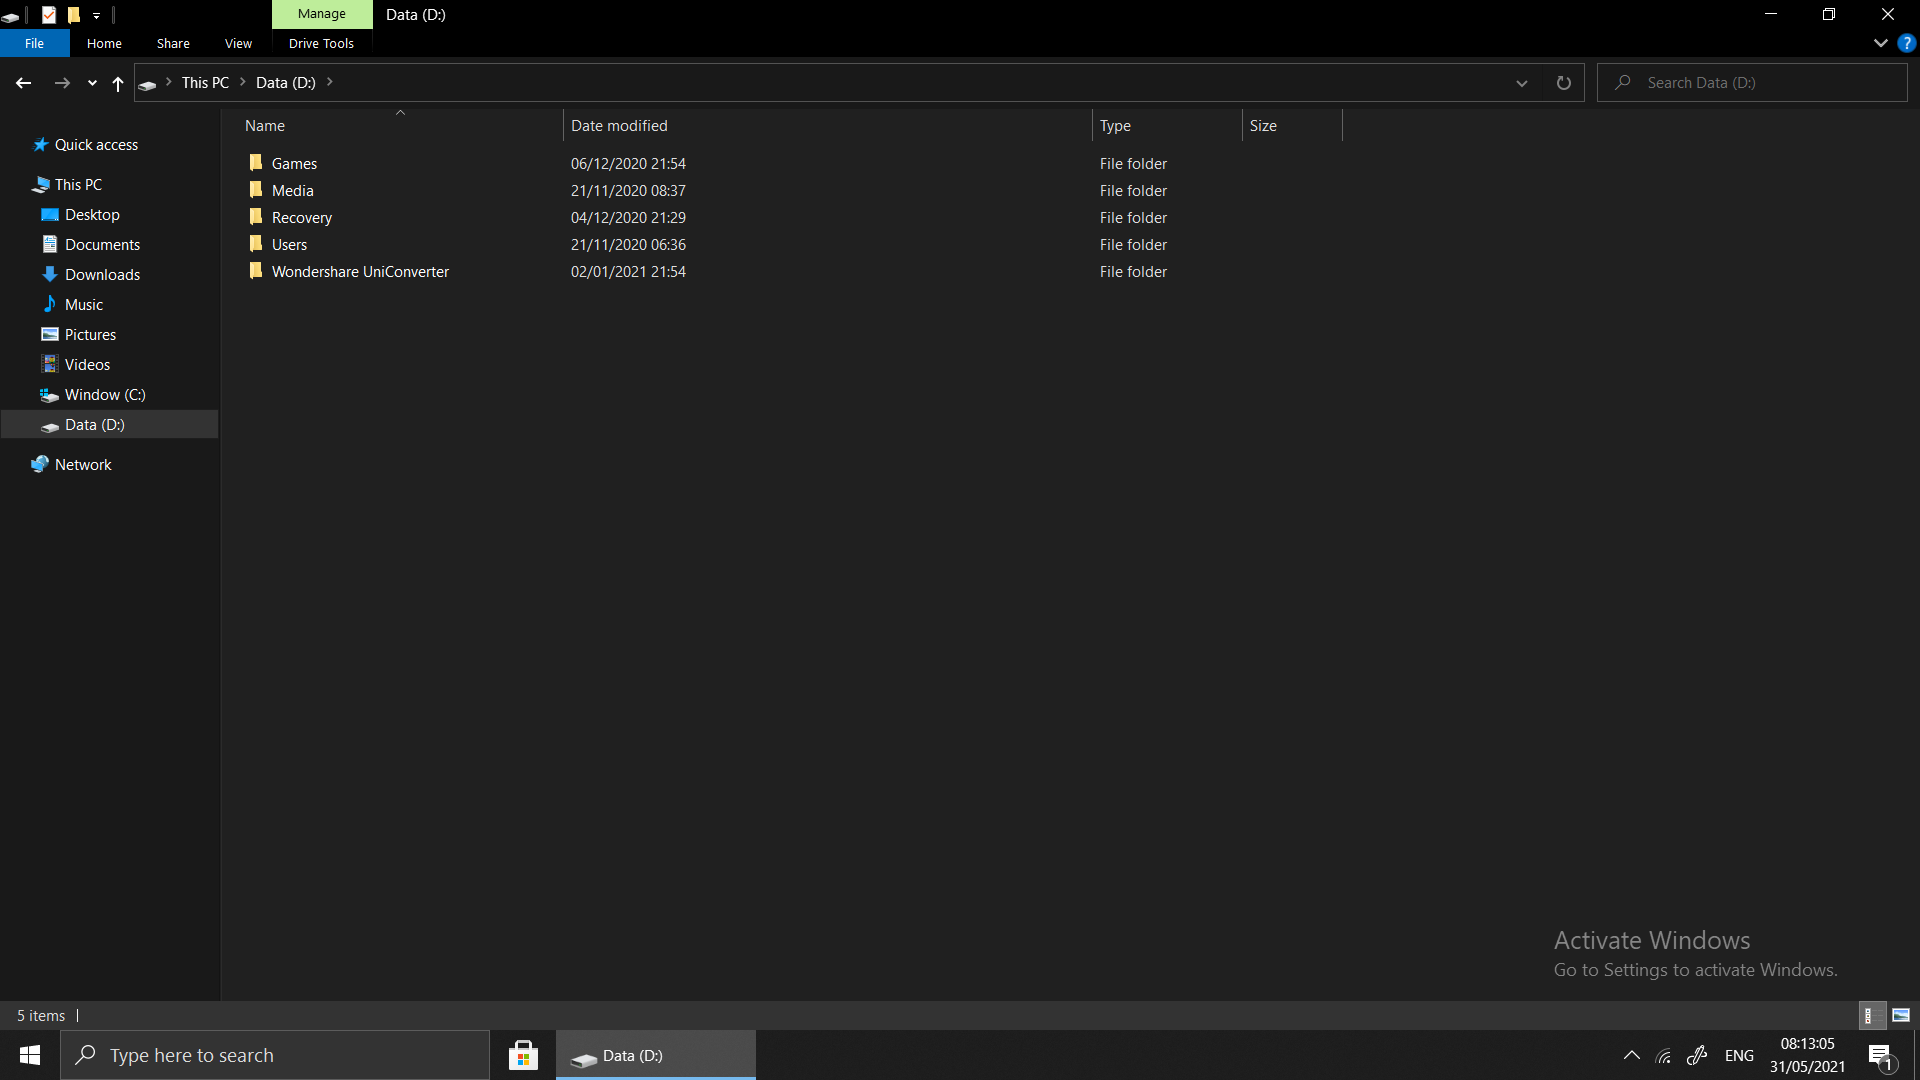 Manage
Data (D:)
File
Home
Share
View
Drive Tools
This PC
Data (D:)
Search Data (D:)
Name
Date modified
Type
Size
Quick access
This PC
Desktop
Documents
Downloads
Music
Pictures
Videos
Window (C:)
Data (D:)
Network
Games 06/12/2020 21:54 File folder
Media 21/11/2020 08:37 File folder
Recovery 04/12/2020 21:29 File folder
Users 21/11/2020 06:36 File folder
Wondershare UniConverter 02/01/2021 21:54 File folder
Activate Windows
Go to Settings to activate Windows.
5 items
Type here to search
Data (D:)
ENG
08:13:05
31/05/2021
1